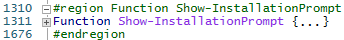 1310 #region Function Show-InstallationPrompt
1311 Function Show-InstallationPrompt {...}
1676 #endregion